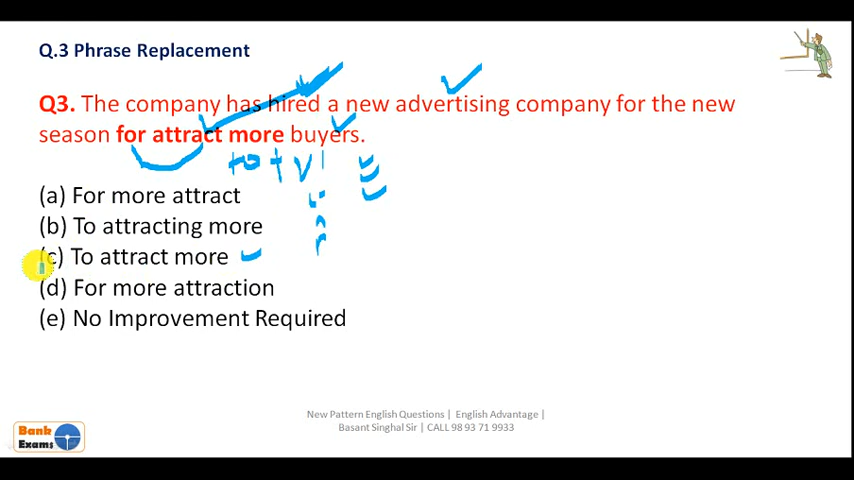 Q.3 Phrase Replacement
Q3. The company has hired a new advertising company for the new
season for attract more buyers.
to + V1
(a) For more attract
(b) To attracting more
(c) To attract more
(d) For more attraction
(e) No Improvement Required
New Pattern English Questions | English Advantage |
Basant Singhal Sir | CALL 98 93 71 9933
Bank
Exams